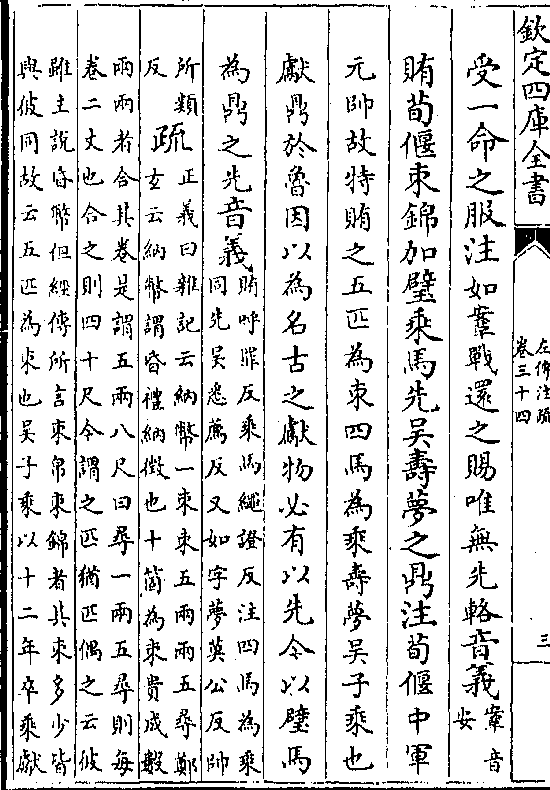 欽定四庫全書
左傳注疏
卷三十四
三
受一命之服注如鞌戰還之賜唯無先輅音義鞌音
安
賄荀偃束錦加璧乘馬先吳壽夢之鼎注荀偃中軍
元帥故特賄之五匹為束四馬為乘壽夢吳子乘也
獻鼎於魯因以為名古之獻物必有以先今以璧馬
為鼎之先音義賄呼罪反乘馬繩證反注四馬為乘
同先吳悉薦反又如字夢莫公反帥
所類
反
疏
正義曰雜記云納幣一束束五兩兩五尋鄭
玄云納幣謂昏禮納徵也十箇為束貴成數
兩兩者合其卷是謂五兩八尺曰尋一兩五尋則每
卷二丈也合之則四十尺今謂之匹猶匹偶之云彼
雖主說昏幣但經傳所言束帛束錦者其束多少皆
與彼同故云五匹為束也吳子乘以十二年卒乘獻